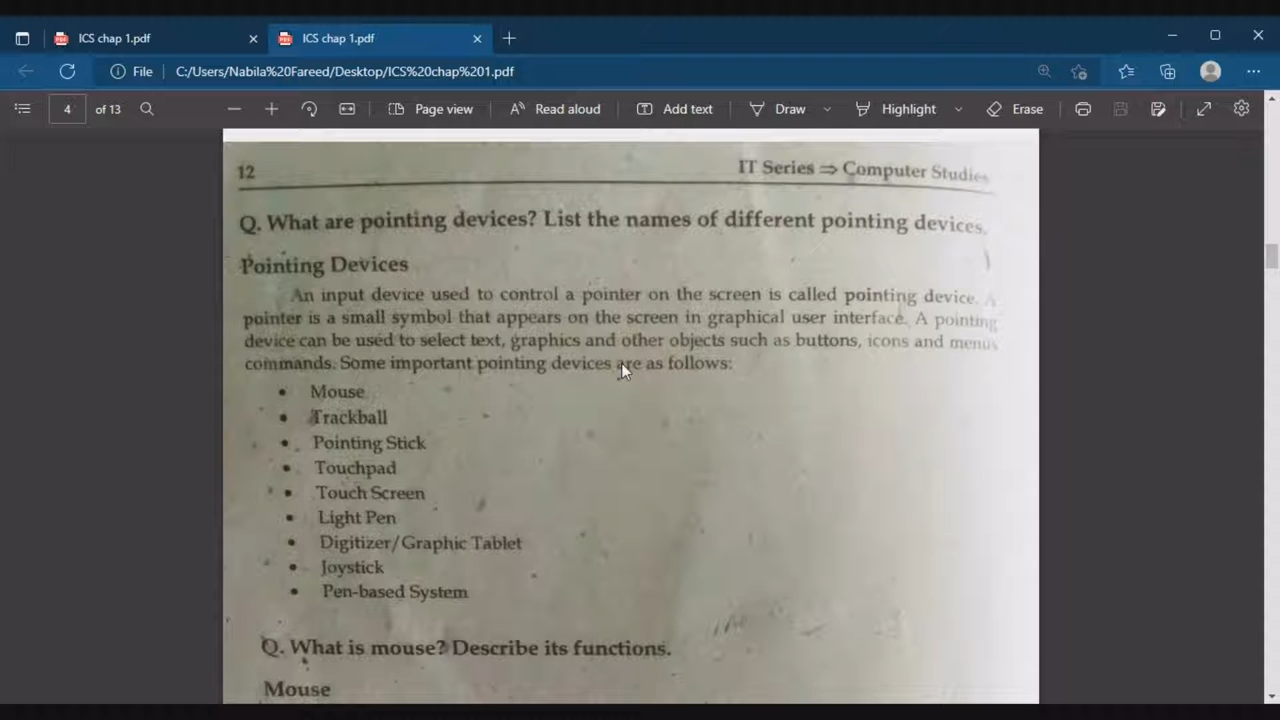 ICS chap 1.pdf
ICS chap 1.pdf
File
C:/Users/Nabila%20Fareed/Desktop/ICS%20chap%201.pdf
4 of 13
Page view
Read aloud
Add text
Draw
Highlight
Erase
12
IT Series ⇒ Computer Studies
Q. What are pointing devices? List the names of different pointing devices.
Pointing Devices
An input device used to control a pointer on the screen is called pointing device. A
pointer is a small symbol that appears on the screen in graphical user interface. A pointing
device can be used to select text, graphics and other objects such as buttons, icons and menus
commands. Some important pointing devices are as follows:
• Mouse
• Trackball
• Pointing Stick
• Touchpad
• Touch Screen
• Light Pen
• Digitizer/Graphic Tablet
• Joystick
• Pen-based System
Q. What is mouse? Describe its functions.
Mouse